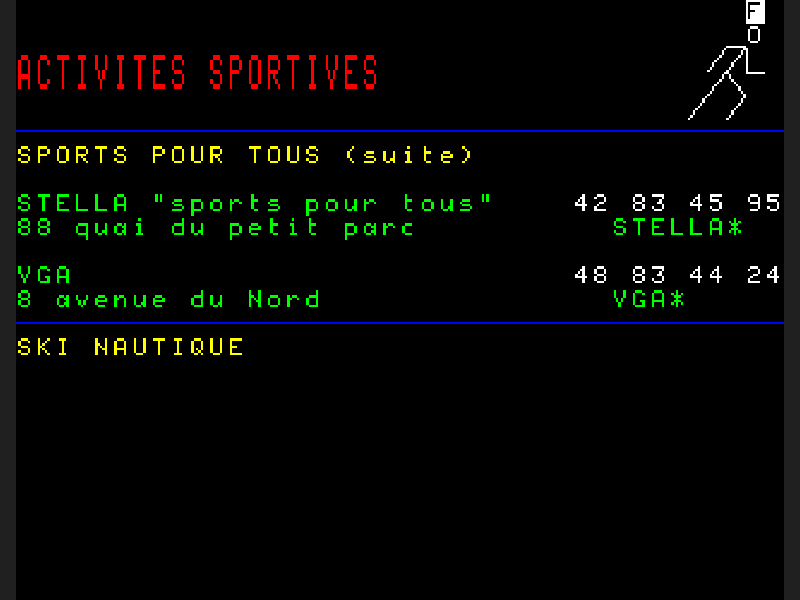 F
ACTIVITES SPORTIVES
SPORTS POUR TOUS (suite)
STELLA "sports pour tous" 42 83 45 95
88 quai du petit parc STELLA*
VGA 48 83 44 24
8 avenue du Nord VGA*
SKI NAUTIQUE